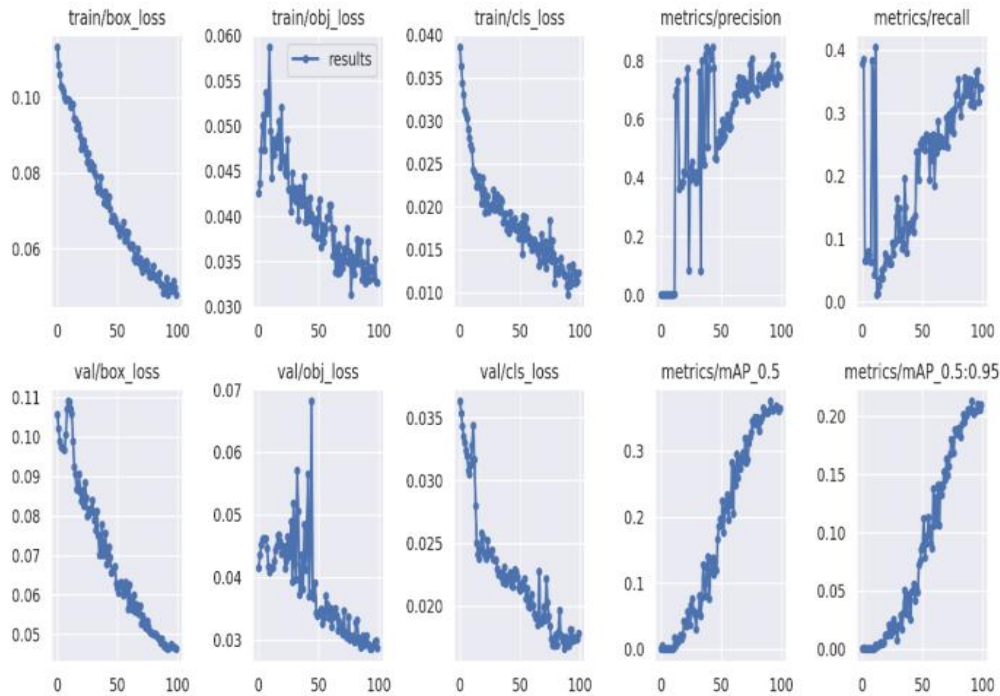 train/box_loss
0.10
0.08
0.06
0 50 100
train/obj_loss
results
0.060
0.055
0.050
0.045
0.040
0.035
0.030
0 50 100
train/cls_loss
0.040
0.035
0.030
0.025
0.020
0.015
0.010
0 50 100
metrics/precision
0.8
0.6
0.4
0.2
0.0
0 50 100
metrics/recall
0.4
0.3
0.2
0.1
0.0
0 50 100
val/box_loss
0.11
0.10
0.09
0.08
0.07
0.06
0.05
0 50 100
val/obj_loss
0.07
0.06
0.05
0.04
0.03
0 50 100
val/cls_loss
0.035
0.030
0.025
0.020
0 50 100
metrics/mAP_0.5
0.3
0.2
0.1
0.0
0 50 100
metrics/mAP_0.5:0.95
0.20
0.15
0.10
0.05
0.00
0 50 100